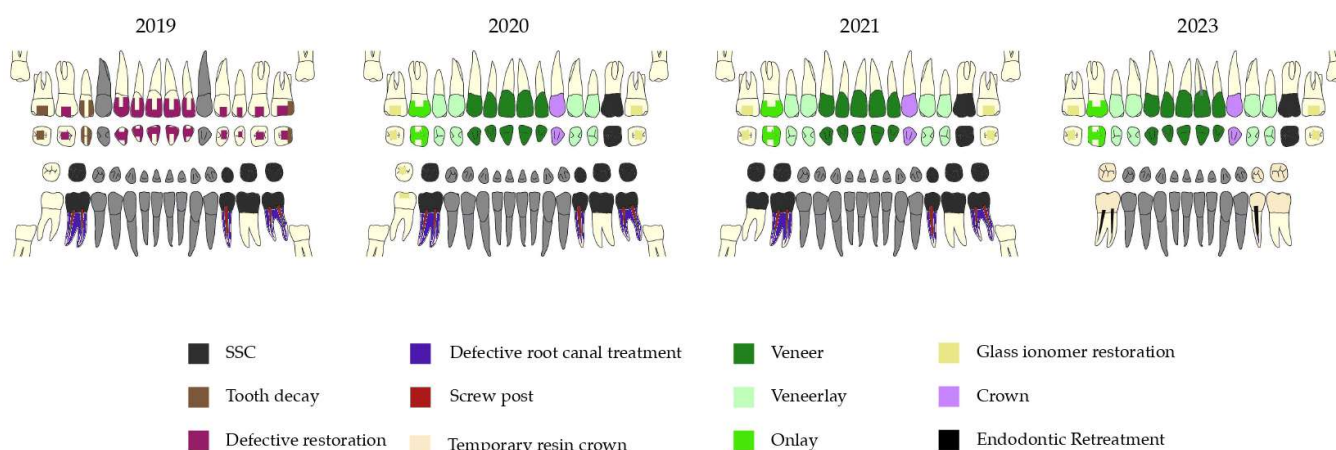 2019 2020 2021 2023
SSC Defective root canal treatment Veneer Glass ionomer restoration
Tooth decay Screw post Veneerlay Crown
Defective restoration Temporary resin crown Onlay Endodontic Retreatment